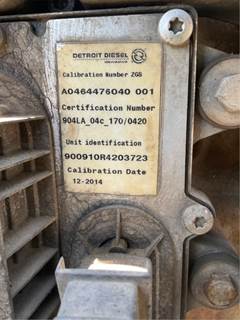 DETROIT DIESEL
Calibration Number ZGS
A0464476040 001
Certification Number
904LA_04c_170/0420
Unit identification
900910R4203723
Calibration Date
12-2014